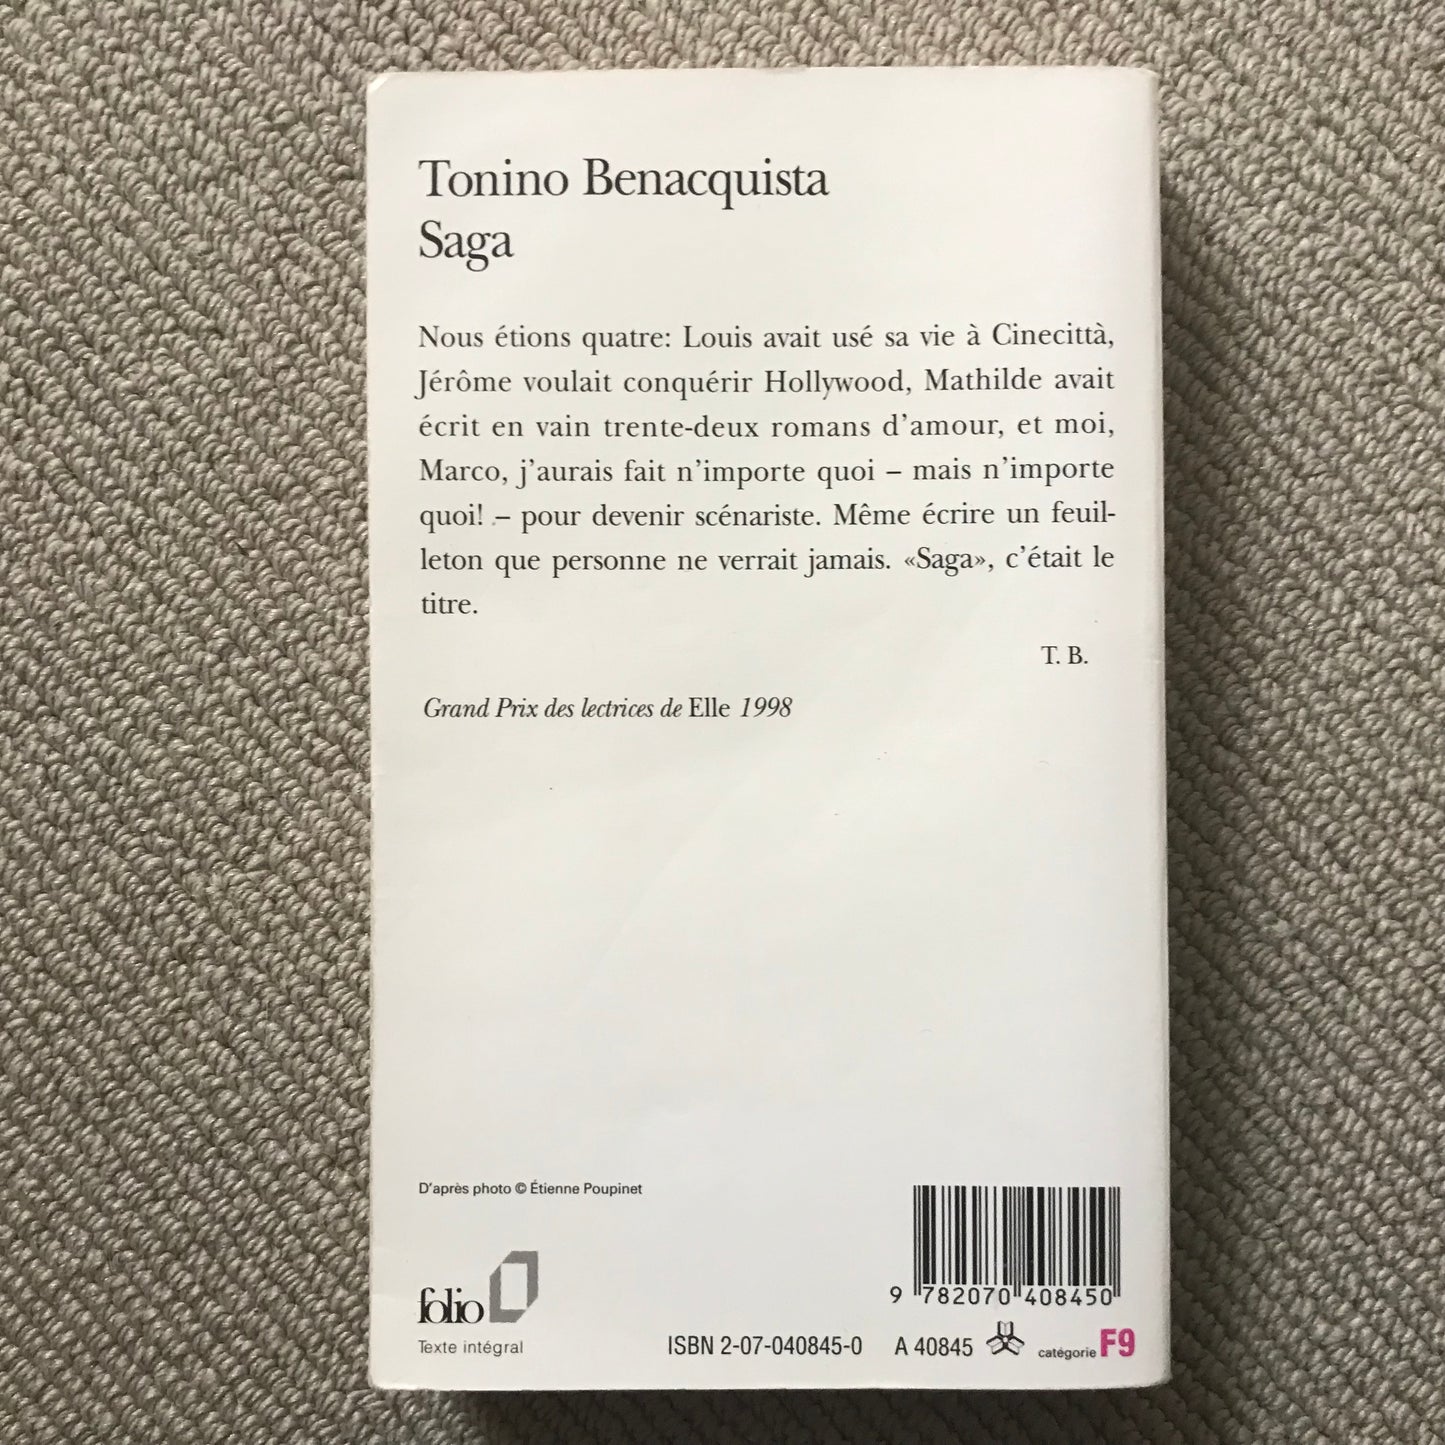 Tonino Benacquista
Saga
Nous étions quatre: Louis avait usé sa vie à Cinecittà,
Jérôme voulait conquérir Hollywood, Mathilde avait
écrit en vain trente-deux romans d'amour, et moi,
Marco, j'aurais fait n'importe quoi – mais n'importe
quoi! – pour devenir scénariste. Même écrire un feuil-
leton que personne ne verrait jamais. «Saga», c'était le
titre.
T. B.
Grand Prix des lectrices de Elle 1998
D'après photo © Étienne Poupinet
folio
Texte intégral
9 782070 408450
ISBN 2-07-040845-0 A 40845 catégorie F9